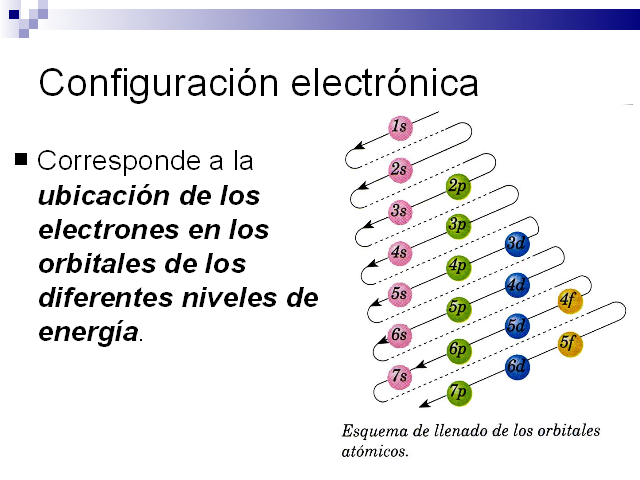 Configuración electrónica
Corresponde a la
ubicación de los
electrones en los
orbitales de los
diferentes niveles de
energía.
1s
2s
2p
3s
3p
3d
4s
4p
4d
4f
5s
5p
5d
5f
6s
6p
6d
7s
7p
Esquema de llenado de los orbitales
atómicos.